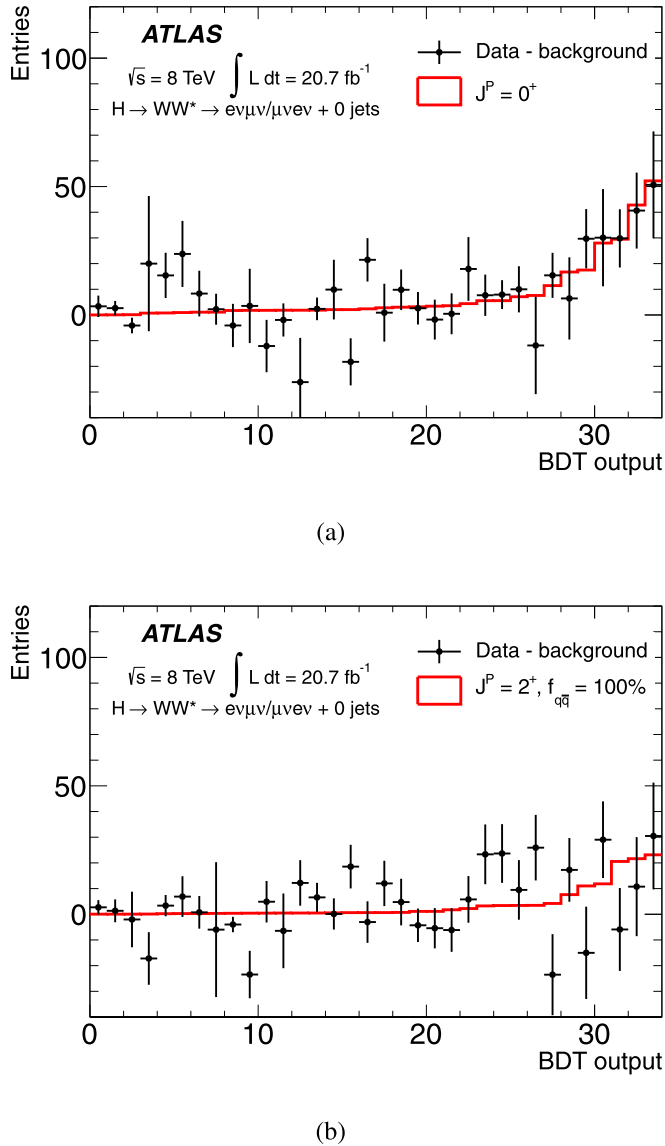 Entries
100
50
0
ATLAS
√s = 8 TeV ∫ L dt = 20.7 fb⁻¹
H → WW* → eνμν/μνeν + 0 jets
Data - background
Jᴾ = 0⁺
0 10 20 30
BDT output
(a)
Entries
100
50
0
ATLAS
√s = 8 TeV ∫ L dt = 20.7 fb⁻¹
H → WW* → eνμν/μνeν + 0 jets
Data - background
Jᴾ = 2⁺, f_qq̅ = 100%
0 10 20 30
BDT output
(b)